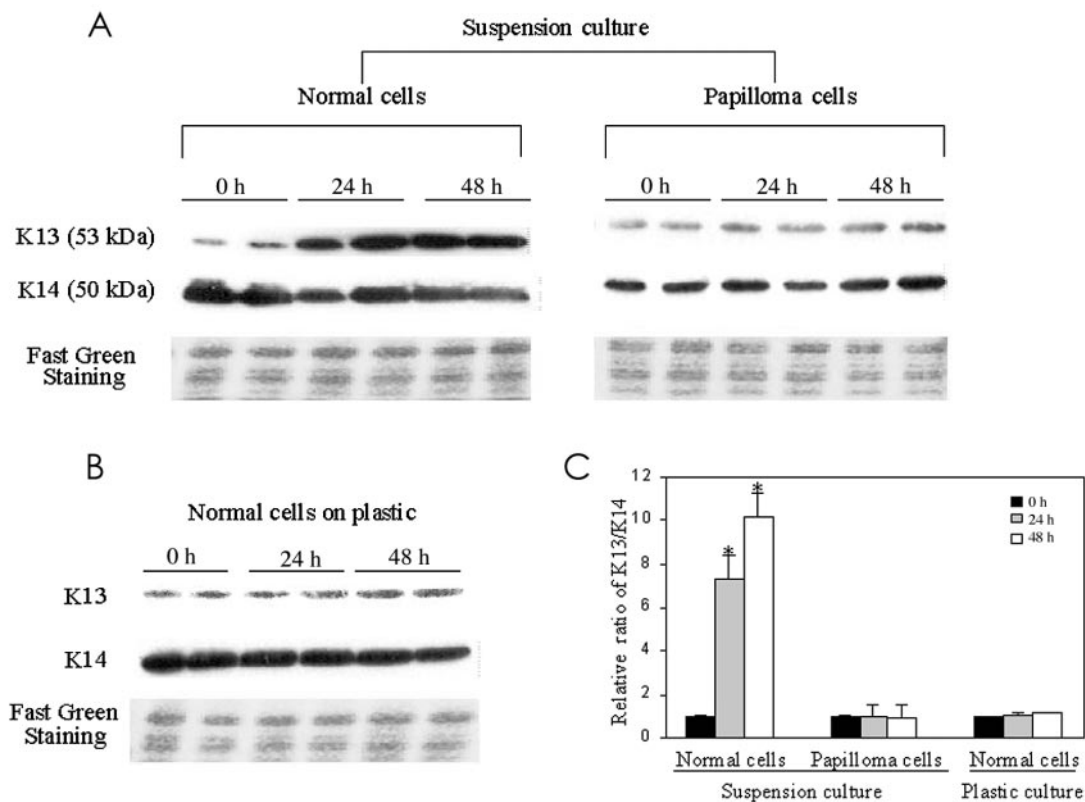 A
Suspension culture
Normal cells
Papilloma cells
0 h 24 h 48 h
0 h 24 h 48 h
K13 (53 kDa)
K14 (50 kDa)
Fast Green
Staining
B
Normal cells on plastic
0 h 24 h 48 h
K13
K14
Fast Green
Staining
C
Relative ratio of K13/K14
12
10
8
6
4
2
0
* *
0 h
24 h
48 h
Normal cells Papilloma cells Normal cells
Suspension culture Plastic culture